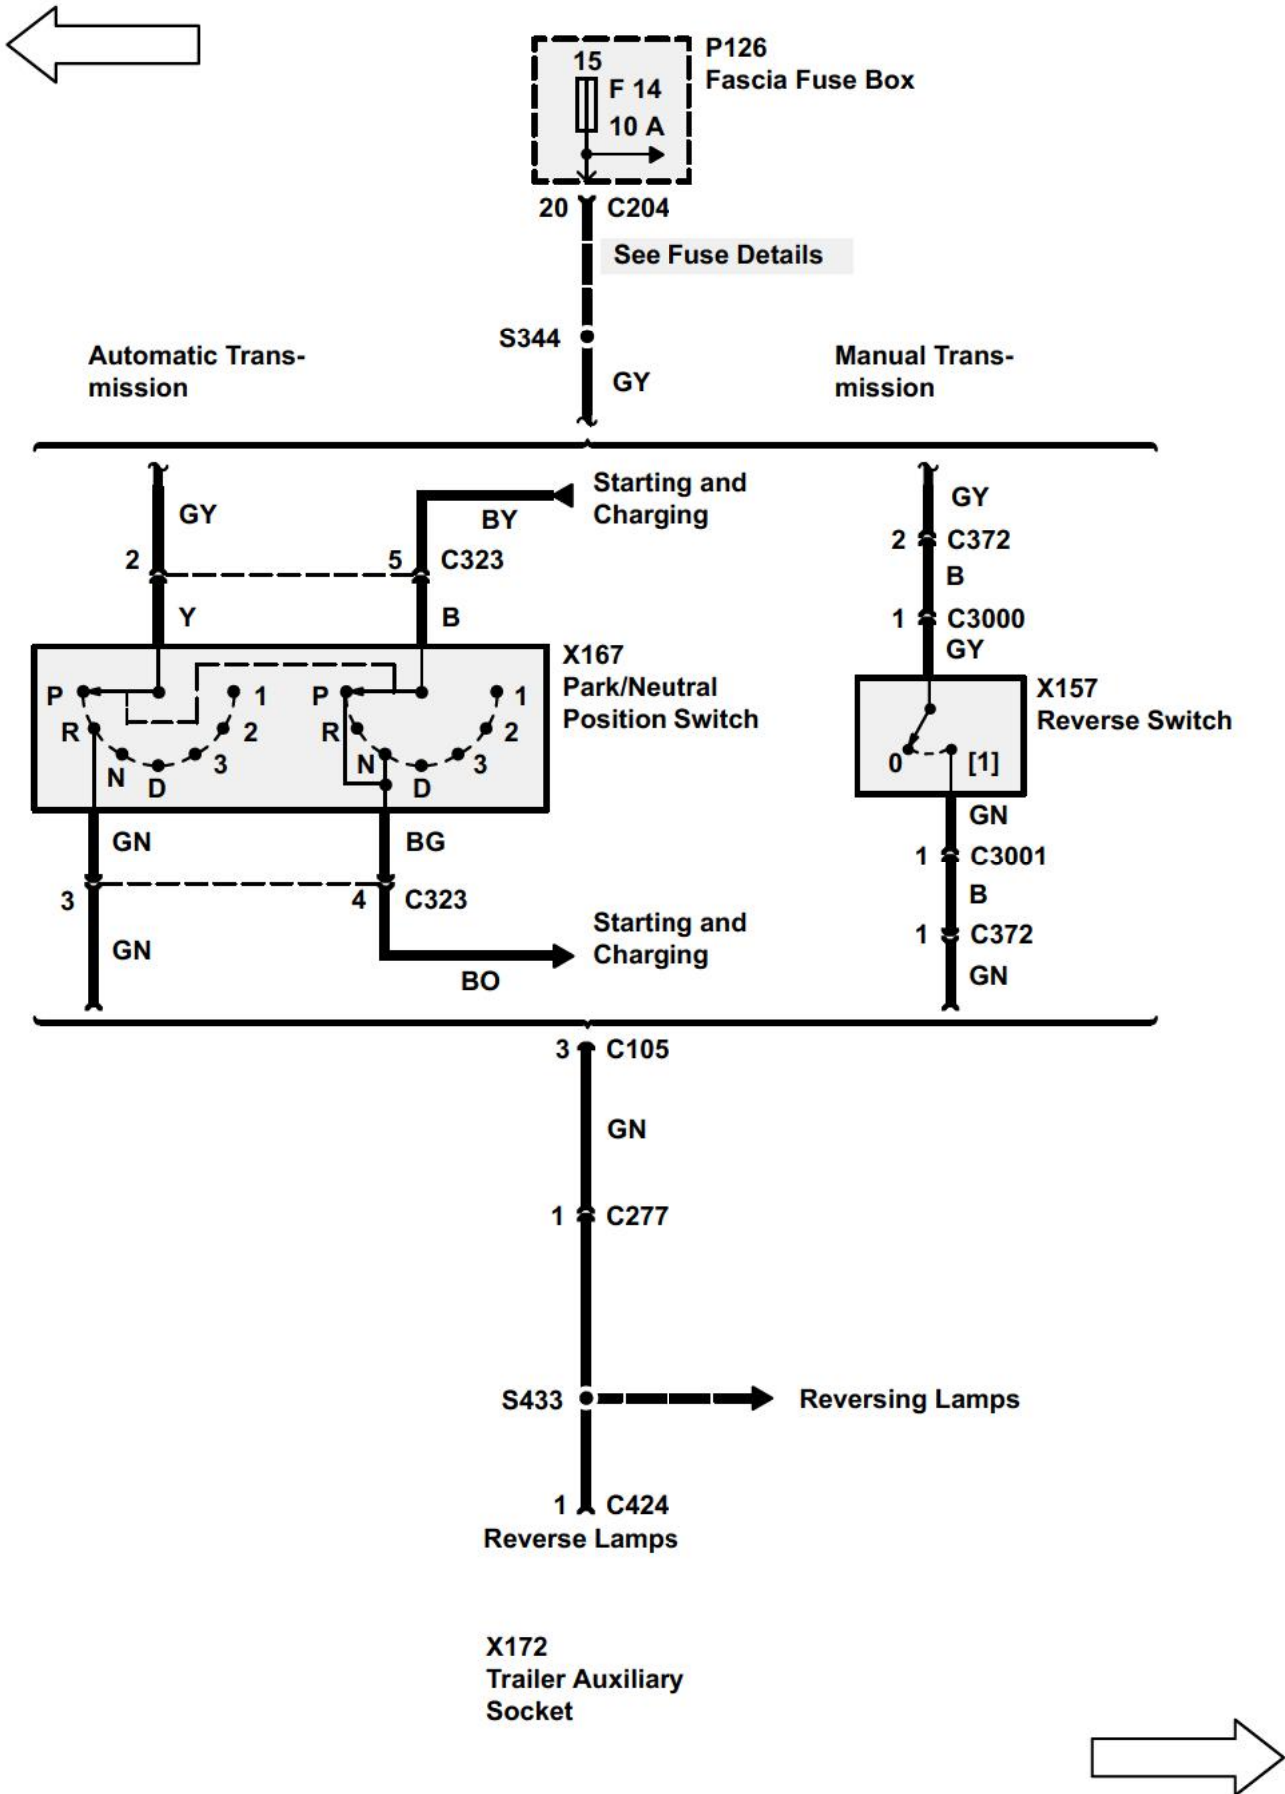 P126
Fascia Fuse Box
15
F 14
10 A
20 C204
See Fuse Details
S344
GY
Automatic Trans-
mission
Manual Trans-
mission
GY
BY
Starting and
Charging
2
5 C323
Y
B
X167
Park/Neutral
Position Switch
P
R
N
D
3
2
1
P
R
N
D
3
2
1
GN
BG
3
4 C323
GN
BO
Starting and
Charging
GY
2 C372
B
1 C3000
GY
X157
Reverse Switch
0 [1]
GN
1 C3001
B
1 C372
GN
3 C105
GN
1 C277
S433
Reversing Lamps
1 C424
Reverse Lamps
X172
Trailer Auxiliary
Socket